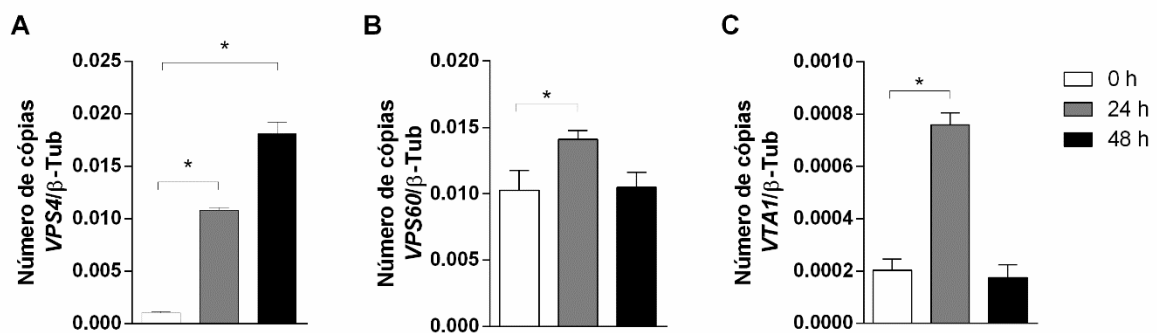 A
Número de cópias
VPS4/β-Tub
0.025
0.020
0.015
0.010
0.005
0.000
*
*
B
Número de cópias
VPS60/β-Tub
0.020
0.015
0.010
0.005
0.000
*
C
Número de cópias
VTA1/β-Tub
0.0010
0.0008
0.0006
0.0004
0.0002
0.0000
*
0 h
24 h
48 h